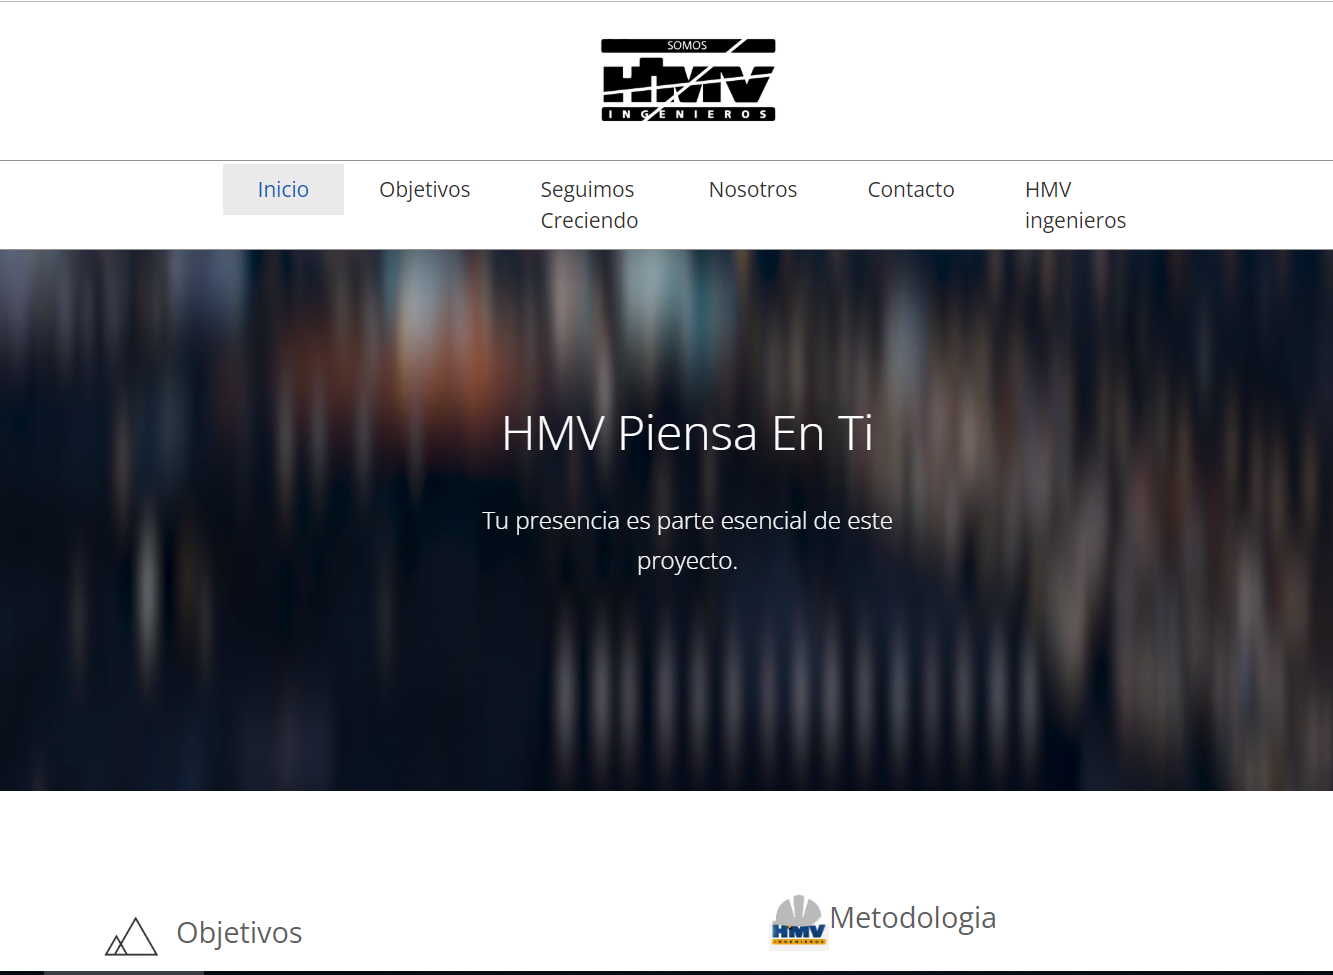 SOMOS
HMV
INGENIEROS
Inicio
Objetivos
Seguimos
Creciendo
Nosotros
Contacto
HMV
ingenieros
HMV Piensa En Ti
Tu presencia es parte esencial de este
proyecto.
Objetivos
HMV
INGENIEROS
Metodologia